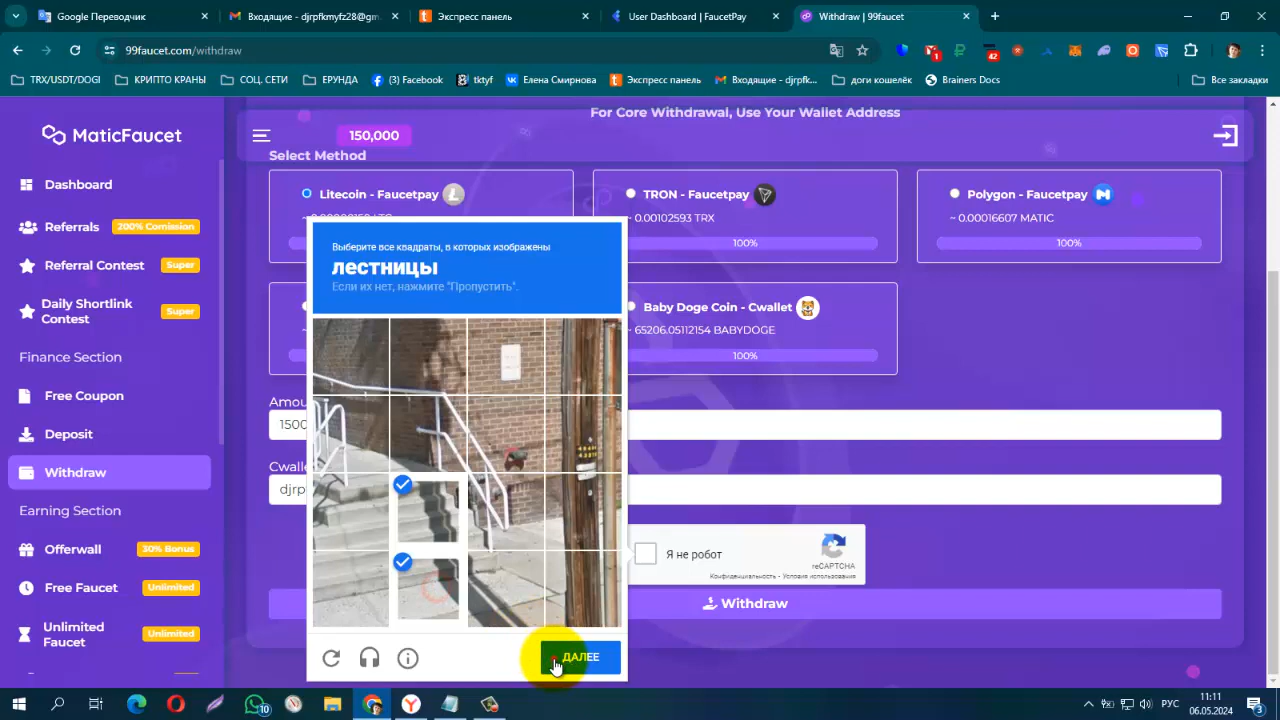 Google Переводчик
Входящие - djrpfkmyfz28@gm
Экспресс панель
User Dashboard | FaucetPay
Withdraw | 99faucet
99faucet.com/withdraw
TRX/USDT/DOGI
КРИПТО КРАНЫ
СОЦ. СЕТИ
ЕРУНДА
(3) Facebook
tktyf
Елена Смирнова
Экспресс панель
Входящие - djrpfk...
доги кошелёк
Brainers Docs
Все закладки
MaticFaucet
Dashboard
Referrals 200% Comission
Referral Contest Super
Daily Shortlink
Contest Super
Finance Section
Free Coupon
Deposit
Withdraw
Earning Section
Offerwall 30% Bonus
Free Faucet Unlimited
Unlimited
Faucet Unlimited
For Core Withdrawal, Use Your Wallet Address
150,000
Select Method
Litecoin - Faucetpay
TRON - Faucetpay
~ 0.00102593 TRX
100%
Polygon - Faucetpay
~ 0.00016607 MATIC
100%
Baby Doge Coin - Cwallet
~ 65206.05112154 BABYDOGE
100%
Выберите все квадраты, в которых изображены
лестницы
Если их нет, нажмите "Пропустить".
ДАЛЕЕ
Amou
1500
Cwalle
djrp
Я не робот
reCAPTCHA
Конфиденциальность - Условия использования
Withdraw
10
РУС
11:11
06.05.2024
3